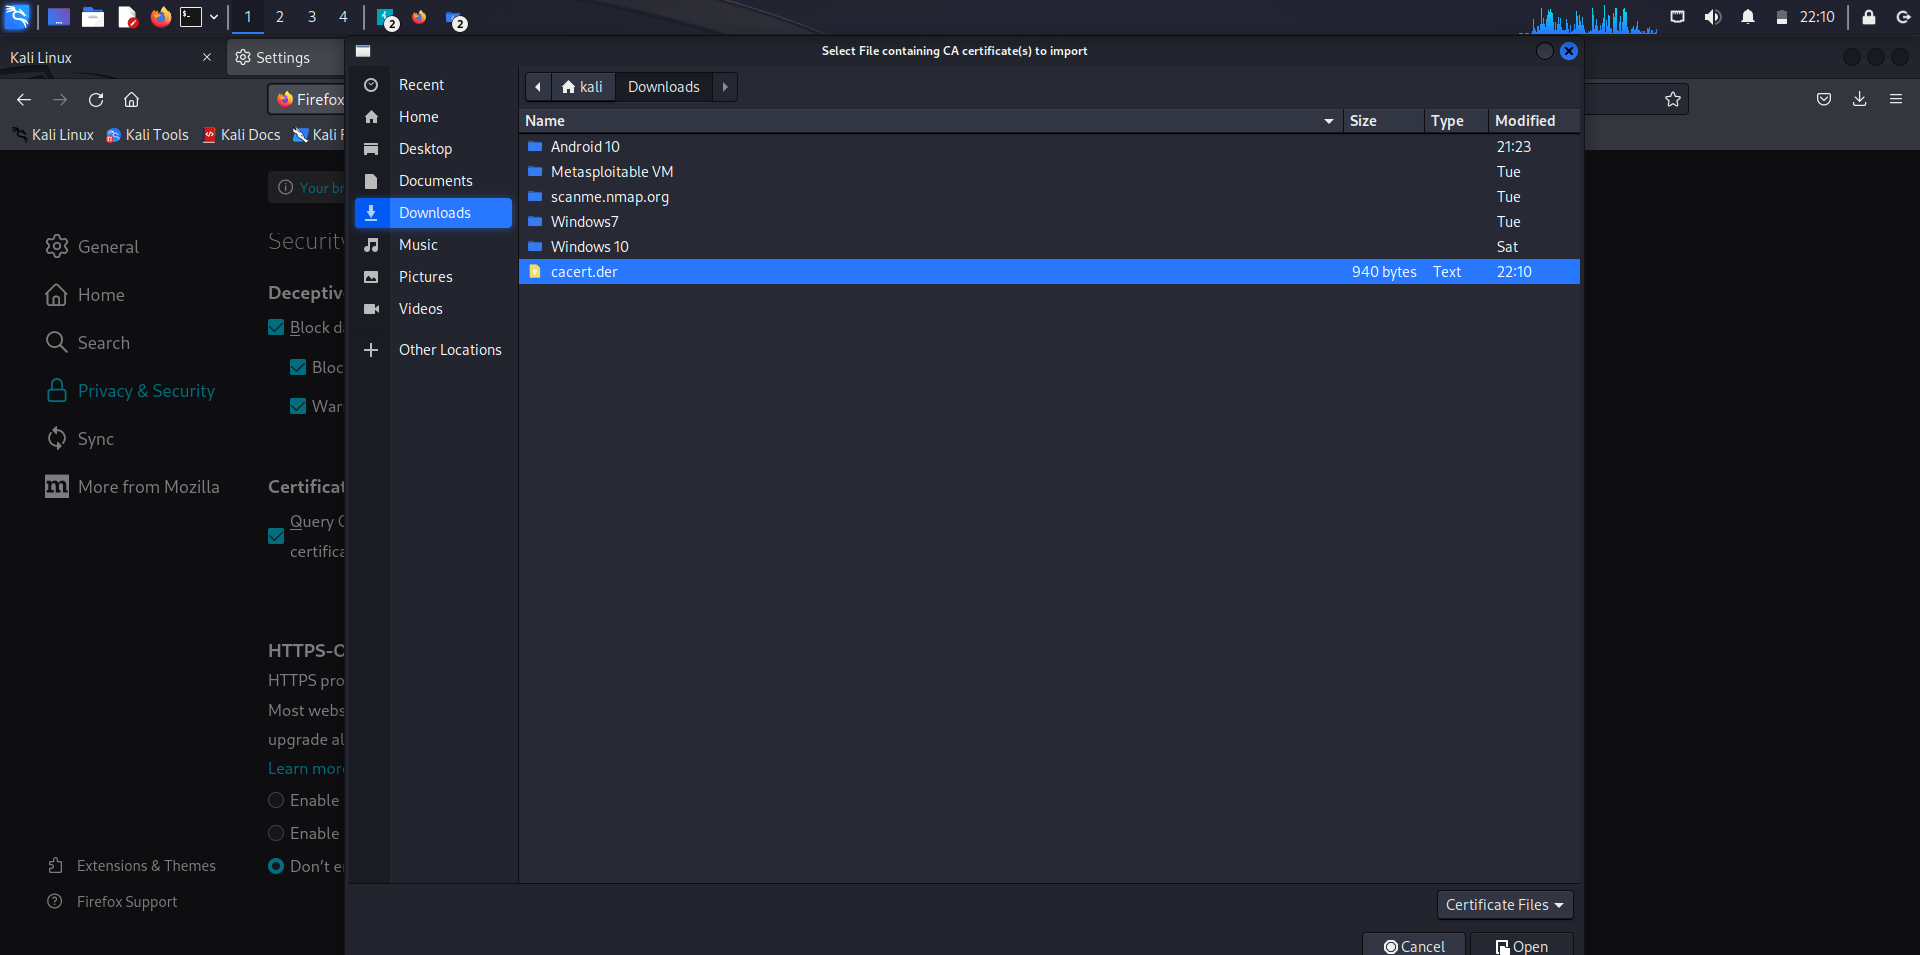 1 2 3 4 2 2 22:10
Kali Linux
Settings
Select File containing CA certificate(s) to import
Firefox
Kali Linux Kali Tools Kali Docs Kali F
Your br
General
Home
Search
Privacy & Security
Sync
More from Mozilla
Extensions & Themes
Firefox Support
Security
Deceptive
Block da
Bloc
War
Certificat
Query O
certifica
HTTPS-O
HTTPS pro
Most webs
upgrade al
Learn more
Enable
Enable
Don't e
Recent
Home
Desktop
Documents
Downloads
Music
Pictures
Videos
Other Locations
kali Downloads
Name Size Type Modified
Android 10 21:23
Metasploitable VM Tue
scanme.nmap.org Tue
Windows7 Tue
Windows 10 Sat
cacert.der 940 bytes Text 22:10
Certificate Files
Cancel Open